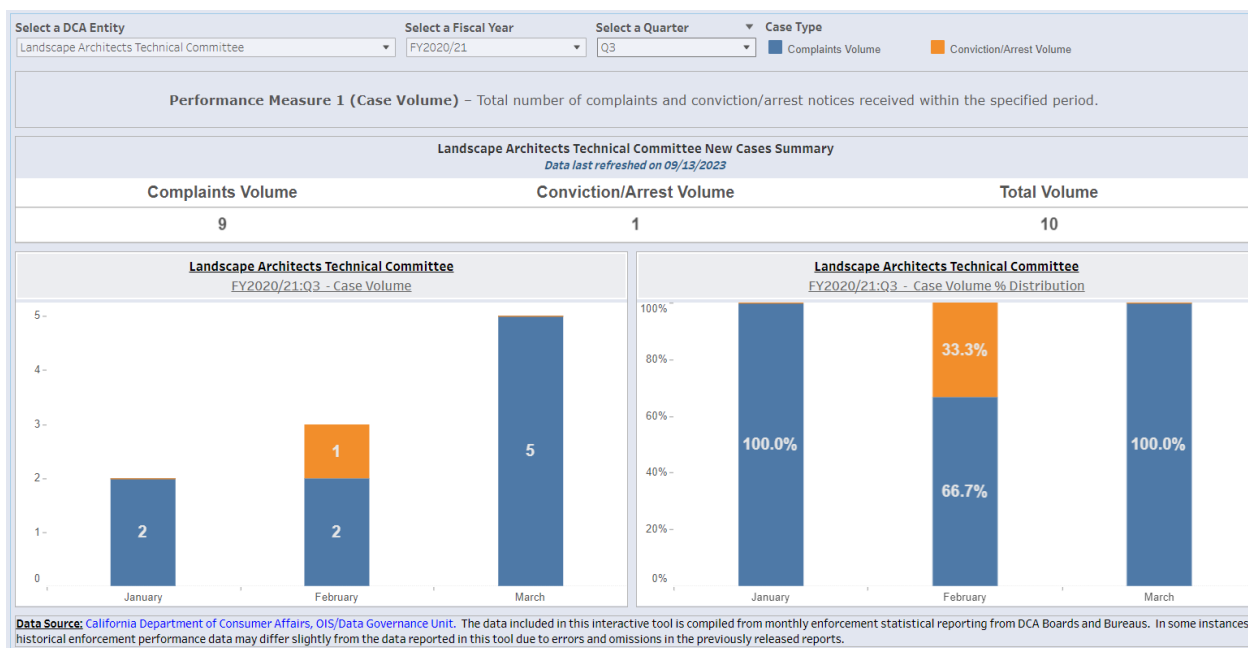 Select a DCA Entity
Select a Fiscal Year
Select a Quarter
Case Type
Landscape Architects Technical Committee
FY2020/21
Q3
Complaints Volume
Conviction/Arrest Volume
Performance Measure 1 (Case Volume) – Total number of complaints and conviction/arrest notices received within the specified period.
Landscape Architects Technical Committee New Cases Summary
Data last refreshed on 09/13/2023
Complaints Volume
Conviction/Arrest Volume
Total Volume
9
1
10
Landscape Architects Technical Committee
FY2020/21:Q3 - Case Volume
5
4
3
2
1
0
2
1
2
5
January
February
March
Landscape Architects Technical Committee
FY2020/21:Q3 - Case Volume % Distribution
100%
80%
60%
40%
20%
0%
100.0%
33.3%
66.7%
100.0%
January
February
March
Data Source: California Department of Consumer Affairs, OIS/Data Governance Unit. The data included in this interactive tool is compiled from monthly enforcement statistical reporting from DCA Boards and Bureaus. In some instances
historical enforcement performance data may differ slightly from the data reported in this tool due to errors and omissions in the previously released reports.